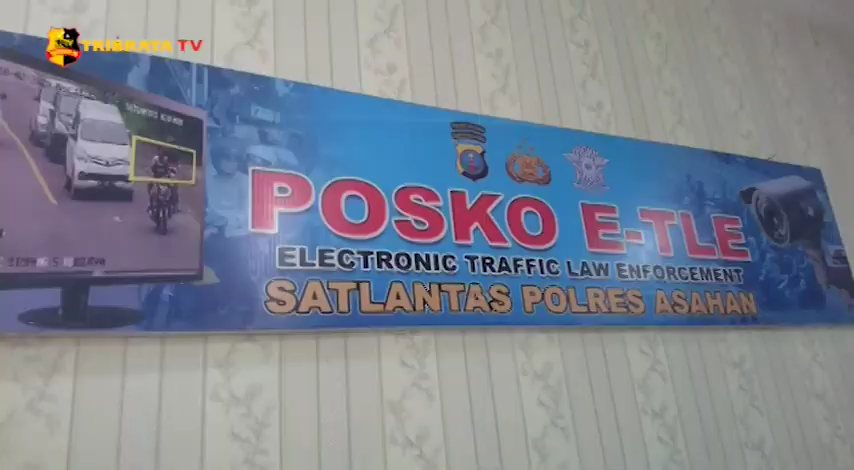 TRIBRATA TV
POSKO E-TLE
ELECTRONIC TRAFFIC LAW ENFORCEMENT
SATLANTAS POLRES ASAHAN